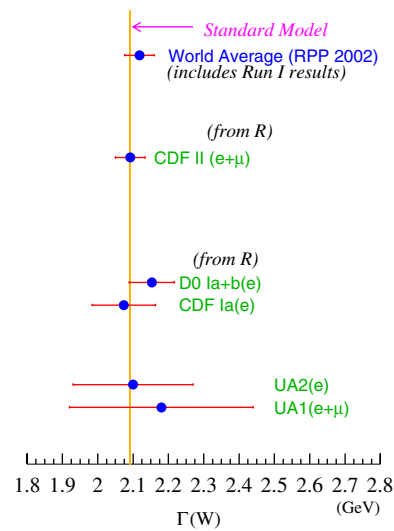 Standard Model
World Average (RPP 2002)
(includes Run I results)
(from R)
CDF II (e+μ)
(from R)
D0 Ia+b(e)
CDF Ia(e)
UA2(e)
UA1(e+μ)
1.8 1.9 2 2.1 2.2 2.3 2.4 2.5 2.6 2.7 2.8
(GeV)
Γ(W)